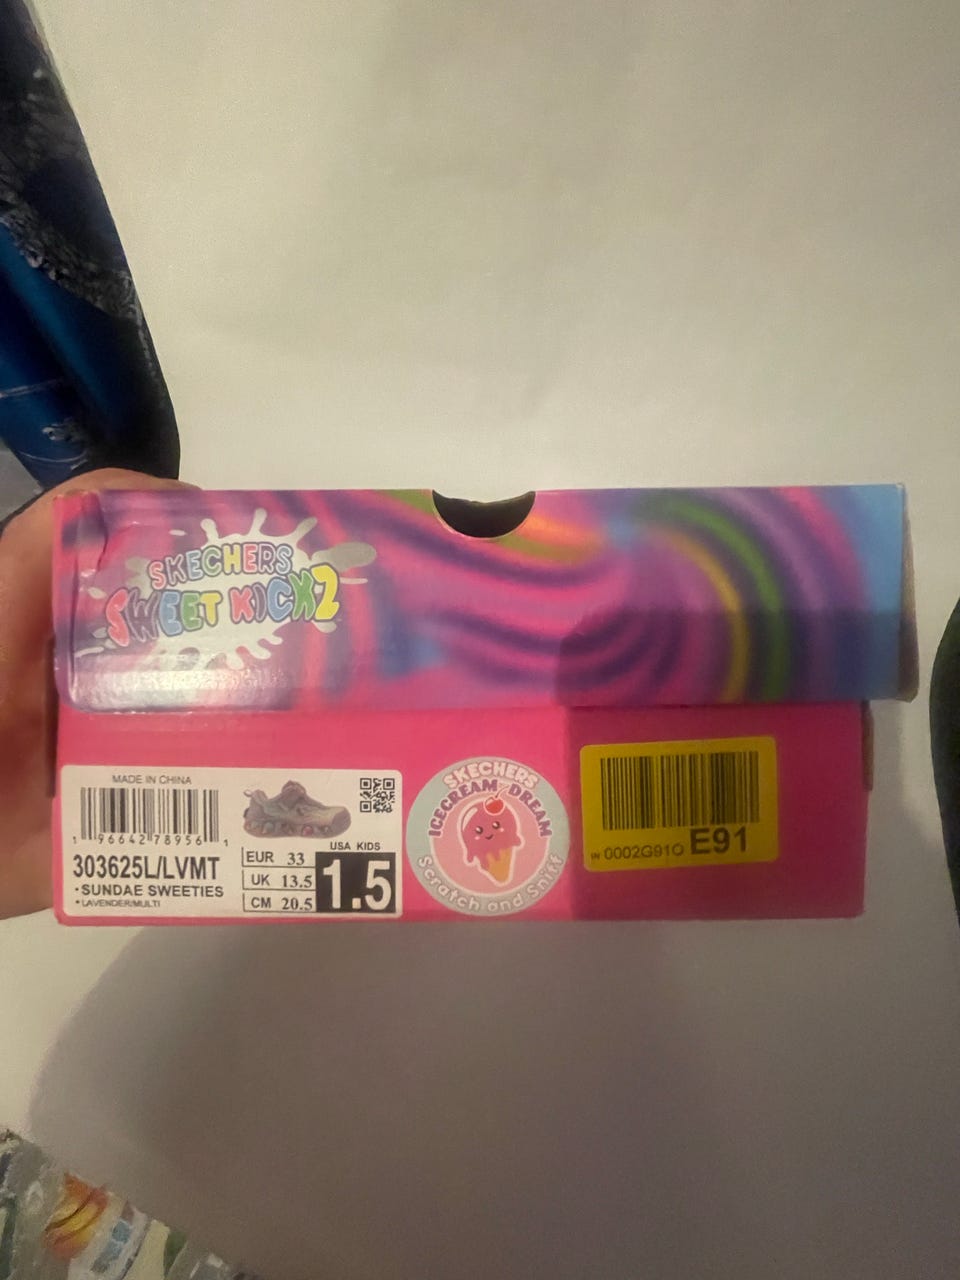 SKECHERS
SWEET KICKZ
MADE IN CHINA
1 96642 78956 1
303625L/LVMT
• SUNDAE SWEETIES
• LAVENDER/MULTI
USA KIDS
EUR 33
UK 13.5
CM 20.5
1.5
SKECHERS
ICECREAM DREAM
Scratch and Sniff
IN 0002G91O E91